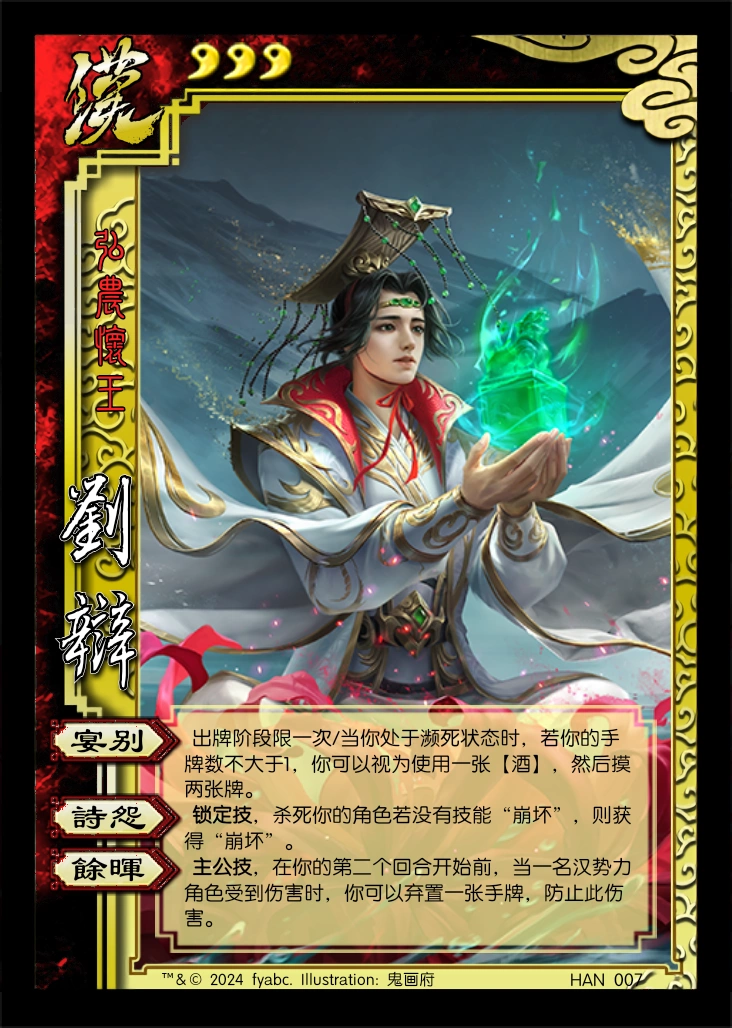 漢
弘農懷王
劉辯
宴别
出牌阶段限一次/当你处于濒死状态时，若你的手
牌数不大于1，你可以视为使用一张【酒】，然后摸
两张牌。
詩怨
锁定技，杀死你的角色若没有技能“崩坏”，则获
得“崩坏”。
餘暉
主公技，在你的第二个回合开始前，当一名汉势力
角色受到伤害时，你可以弃置一张手牌，防止此伤
害。
™&© 2024 fyabc. Illustration: 鬼画府
HAN 007